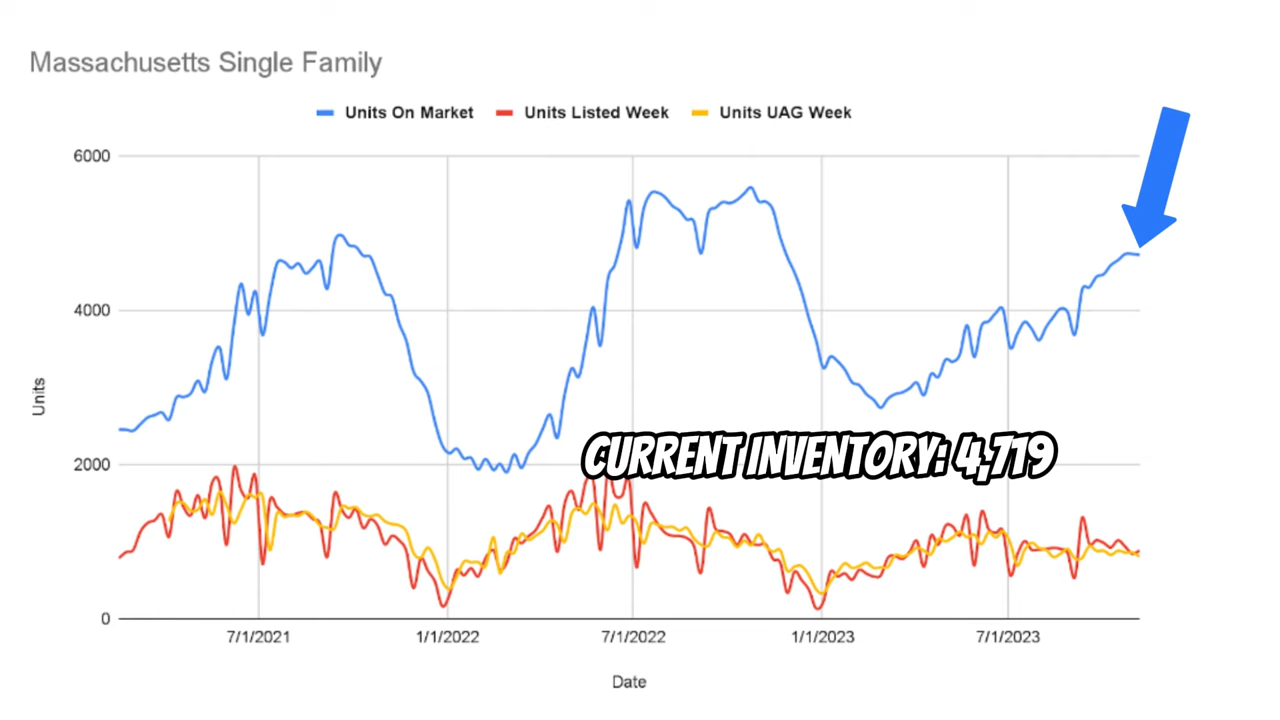 Massachusetts Single Family
Units On Market Units Listed Week Units UAG Week
6000
4000
2000
0
Units
CURRENT INVENTORY: 4,719
7/1/2021 1/1/2022 7/1/2022 1/1/2023 7/1/2023
Date